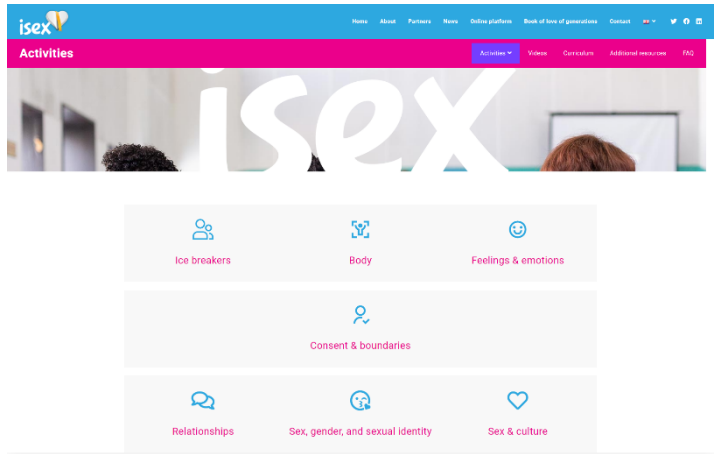 isex
Home About Partners News Online platform Book of love of generations Contact
Activities
Activities Videos Curriculum Additional resources FAQ
isex
Ice breakers Body Feelings & emotions
Consent & boundaries
Relationships Sex, gender, and sexual identity Sex & culture